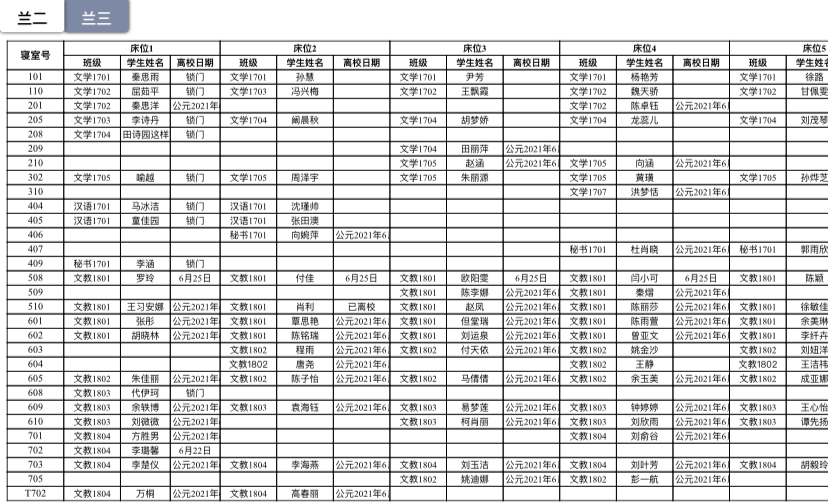 兰二 兰三
寝室号 床位1 床位2 床位3 床位4 床位5
班级 学生姓名 离校日期 班级 学生姓名 离校日期 班级 学生姓名 离校日期 班级 学生姓名 离校日期 班级 学生姓名
101 文学1701 秦思雨 锁门 文学1701 孙慧 文学1701 尹芳 文学1701 杨艳芳 文学1701 徐路
110 文学1702 屈茹平 锁门 文学1703 冯兴梅 文学1702 王飘霞 文学1702 魏天骄 文学1702 甘佩雯
201 文学1702 秦思洋 公元2021年 文学1702 陈卓钰 公元2021年6
205 文学1703 李诗丹 锁门 文学1704 阚晨秋 文学1704 胡梦娇 文学1704 龙蕊儿 文学1704 刘茂琴
208 文学1704 田诗园这样 锁门
209 文学1704 田丽萍 公元2021年6
210 文学1705 赵涵 公元2021年6 文学1705 向涵 公元2021年6
302 文学1705 喻越 锁门 文学1705 周泽宇 文学1705 朱丽源 文学1705 黄璜 文学1705 孙烨芝
310 文学1707 洪梦恬 公元2021年6
404 汉语1701 马冰洁 锁门 汉语1701 沈瑾帅
405 汉语1701 童佳园 锁门 汉语1701 张田澳
406 秘书1701 向婉萍 公元2021年6
407 秘书1701 杜肖晓 公元2021年6 秘书1701 郭雨欣
409 秘书1701 李涵 锁门
508 文教1801 罗玲 6月25日 文教1801 付佳 6月25日 文教1801 欧阳雯 6月25日 文教1801 闫小可 6月25日 文教1801 陈颖
509 文教1801 陈李娜 公元2021年6 文教1801 秦熠 公元2021年6
510 文教1801 王习安娜 公元2021年 文教1801 肖利 已离校 文教1801 赵凤 公元2021年6 文教1801 陈丽莎 公元2021年6 文教1801 徐敏佳
601 文教1801 张彤 公元2021年 文教1801 覃思艳 公元2021年6 文教1801 但堂瑞 公元2021年6 文教1801 陈雨萱 公元2021年6 文教1801 余美琳
602 文教1801 胡晓林 公元2021年 文教1801 陈铭瑞 公元2021年6 文教1801 刘运泉 公元2021年6 文教1801 曾亚文 公元2021年6 文教1801 李纤卉
603 文教1802 程雨 公元2021年6 文教1802 付天依 公元2021年6 文教1802 姚金沙 文教1802 刘妞洋
604 文教1802 唐尧 公元2021年6 文教1802 王静 文教1802 王洁祎
605 文教1802 朱佳丽 公元2021年 文教1802 陈子怡 公元2021年6 文教1802 马倩倩 公元2021年6 文教1802 余玉美 公元2021年6 文教1802 成亚娜
608 文教1803 代伊珂 锁门
609 文教1803 余轶博 公元2021年 文教1803 袁海钰 公元2021年6 文教1803 易梦莲 公元2021年6 文教1803 钟婷婷 公元2021年6 文教1803 王心怡
610 文教1803 刘微微 公元2021年 文教1803 柯肖丽 公元2021年6 文教1803 刘欣雨 公元2021年6 文教1803 谭先扬
701 文教1804 方胜男 公元2021年 文教1804 刘俞谷 公元2021年6
702 文教1804 李璐馨 6月22日
703 文教1804 李楚仪 公元2021年 文教1804 李海燕 公元2021年6 文教1804 刘玉洁 公元2021年6 文教1804 刘叶芳 公元2021年6 文教1804 胡毅玲
705 文教1802 姚迪娜 公元2021年6 文教1802 彭一航 公元2021年6
T702 文教1804 万桐 公元2021年 文教1804 高春丽 公元2021年6